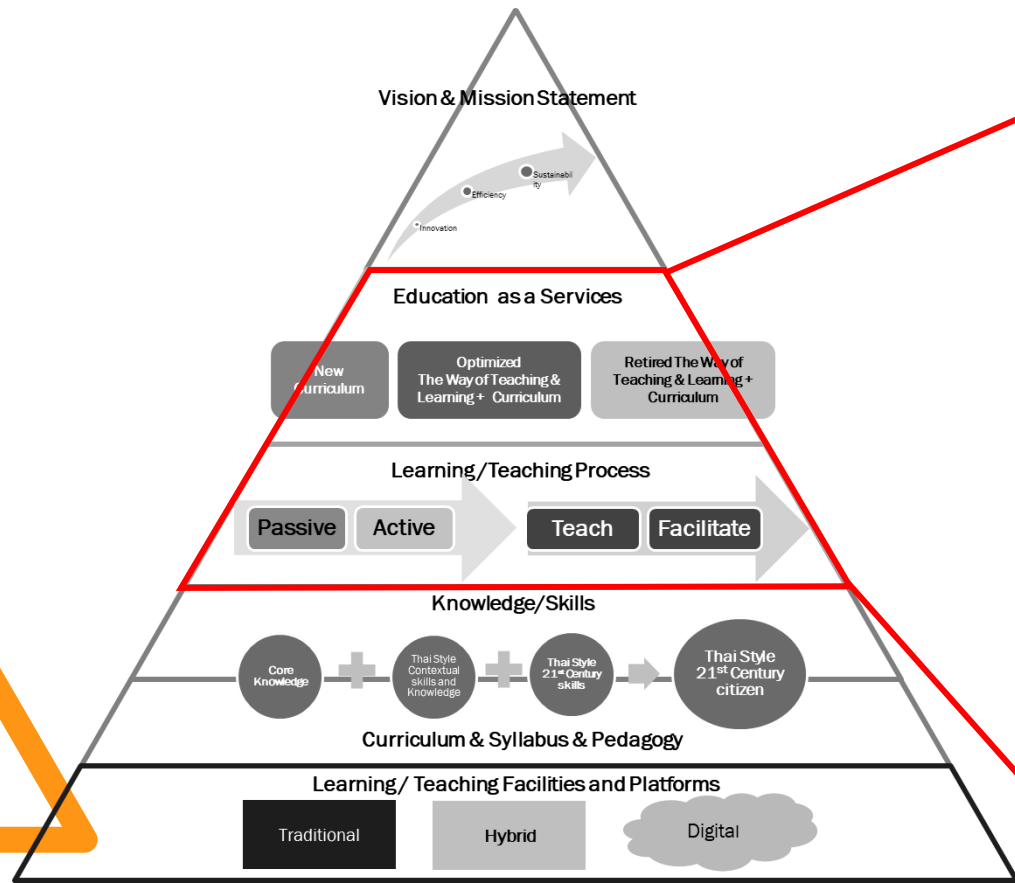 Vision & Mission Statement
Sustainabil
ity
Efficiency
Innovation
Education as a Services
New
Curriculum
Optimized
The Way of Teaching &
Learning + Curriculum
Retired The Way of
Teaching & Learning +
Curriculum
Learning/Teaching Process
Passive
Active
Teach
Facilitate
Knowledge/Skills
Core
Knowledge
Thai Style
Contextual
skills and
Knowledge
Thai Style
21st Century
skills
Thai Style
21st Century
citizen
Curriculum & Syllabus & Pedagogy
Learning/ Teaching Facilities and Platforms
Traditional
Hybrid
Digital